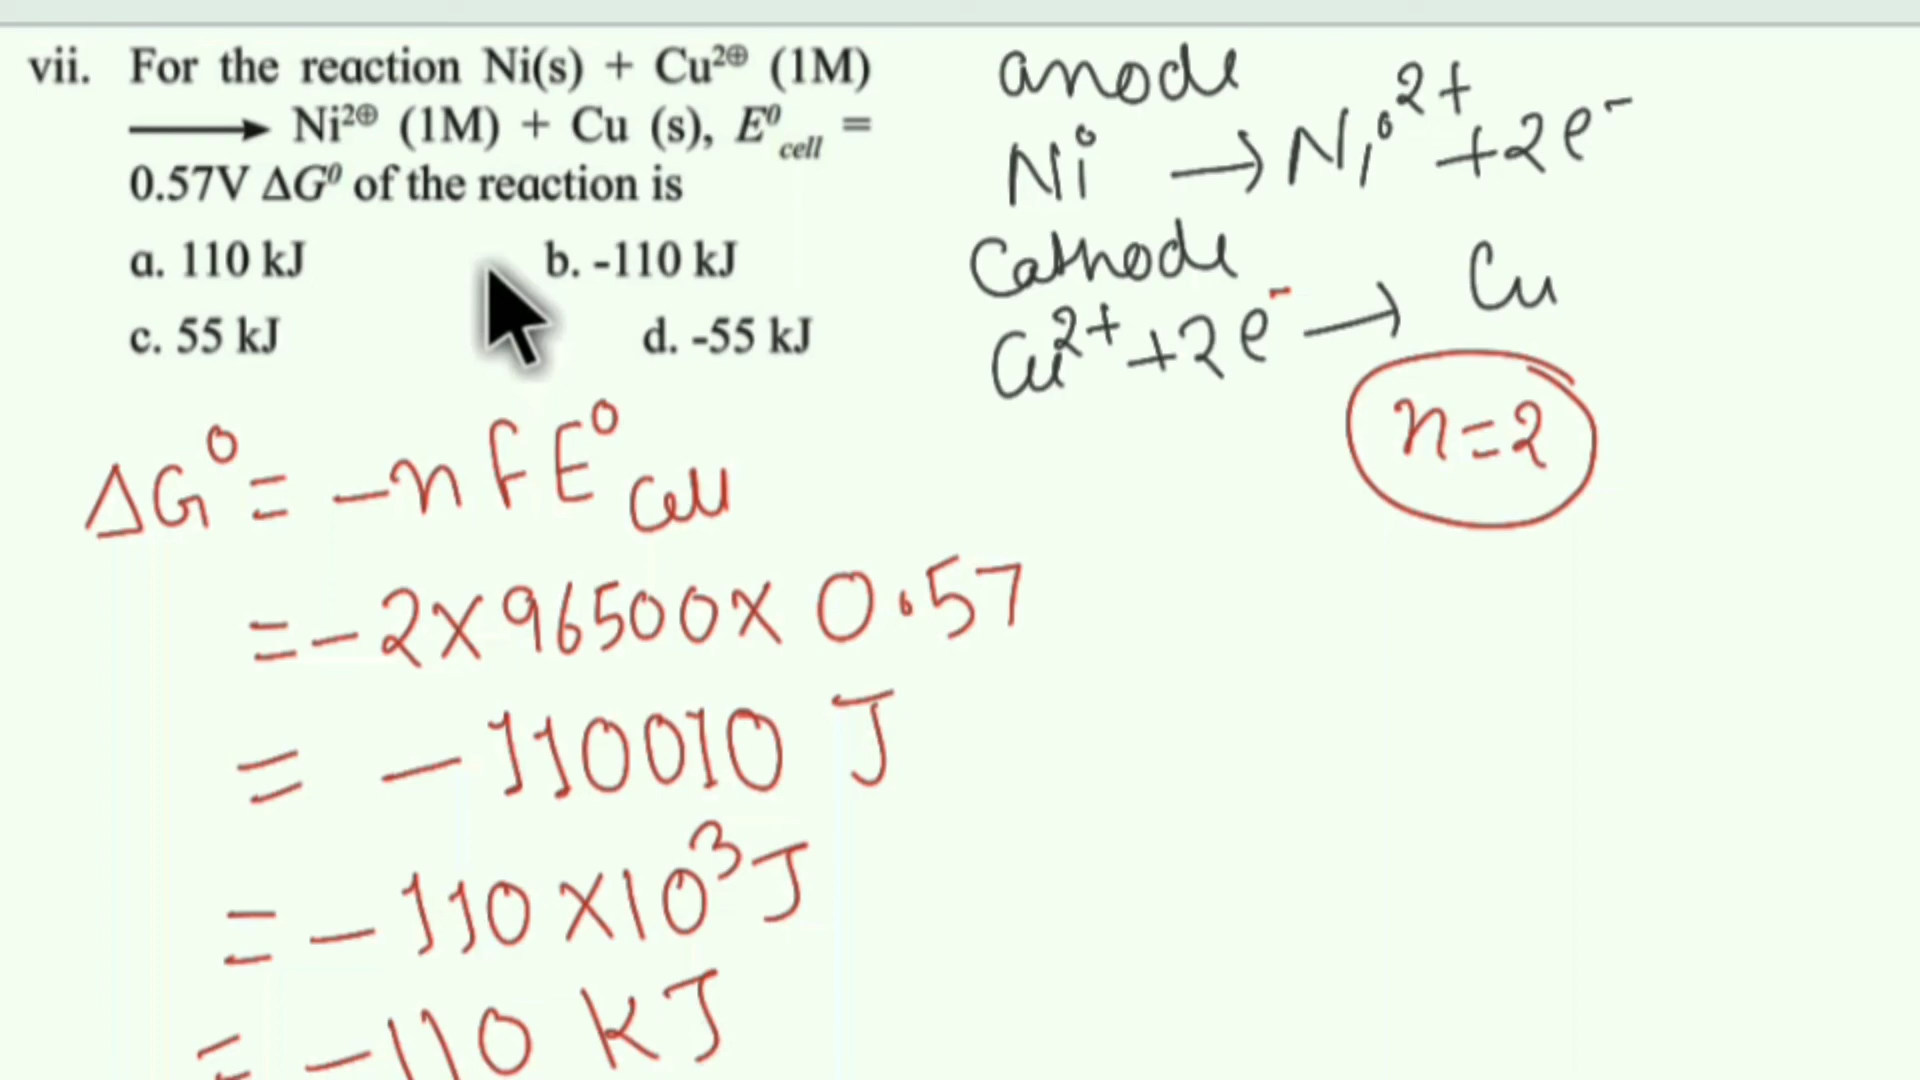 vii. For the reaction Ni(s) + Cu²⊕ (1M)
⟶ Ni²⊕ (1M) + Cu (s), E⁰cell =
0.57V ΔG⁰ of the reaction is
a. 110 kJ b. -110 kJ
c. 55 kJ d. -55 kJ
anode
Ni → Ni²⁺ + 2e⁻
Cathode
Cu²⁺ + 2e⁻ → Cu
n=2
ΔG⁰ = -nFE⁰cell
= -2×96500×0.57
= -110010 J
= -110×10³J
= -110 kJ